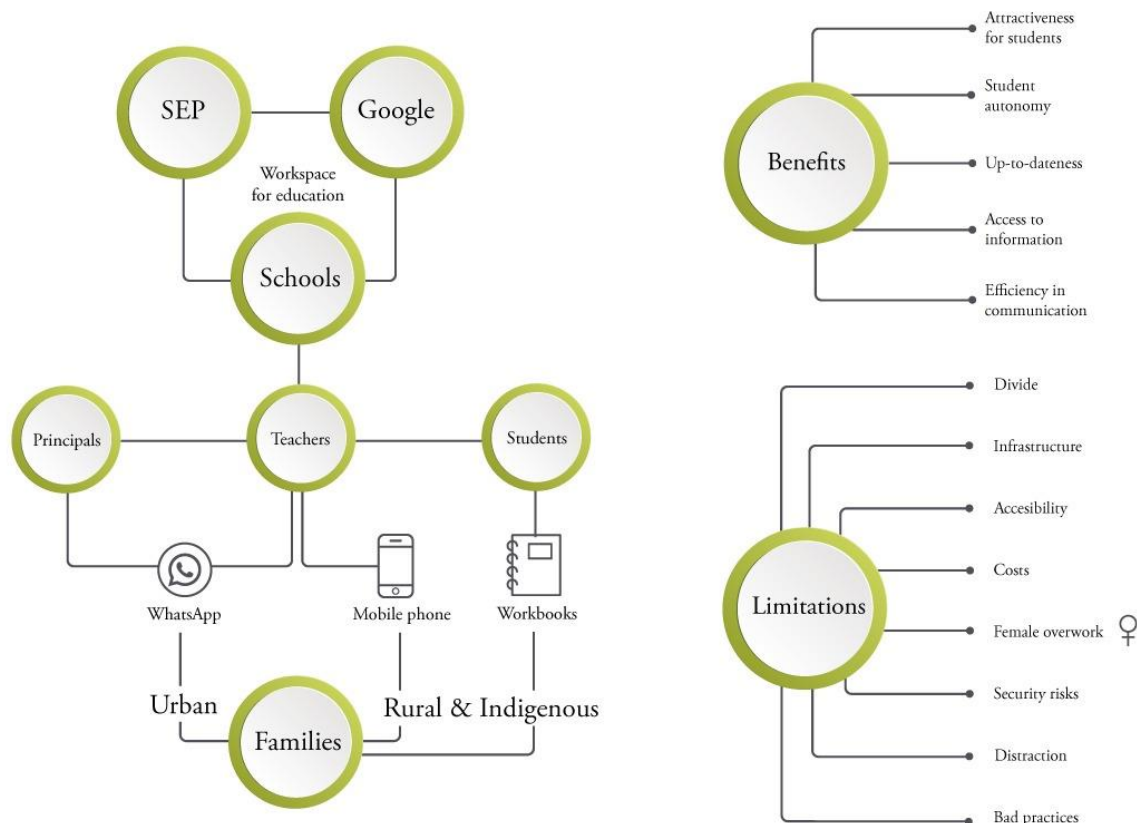 SEP
Google
Workspace
for education
Schools
Principals
Teachers
Students
WhatsApp
Mobile phone
Workbooks
Urban
Rural & Indigenous
Families
Attractiveness
for students
Student
autonomy
Benefits
Up-to-dateness
Access to
information
Efficiency in
communication
Divide
Infrastructure
Accesibility
Costs
Limitations
Female overwork
Security risks
Distraction
Bad practices